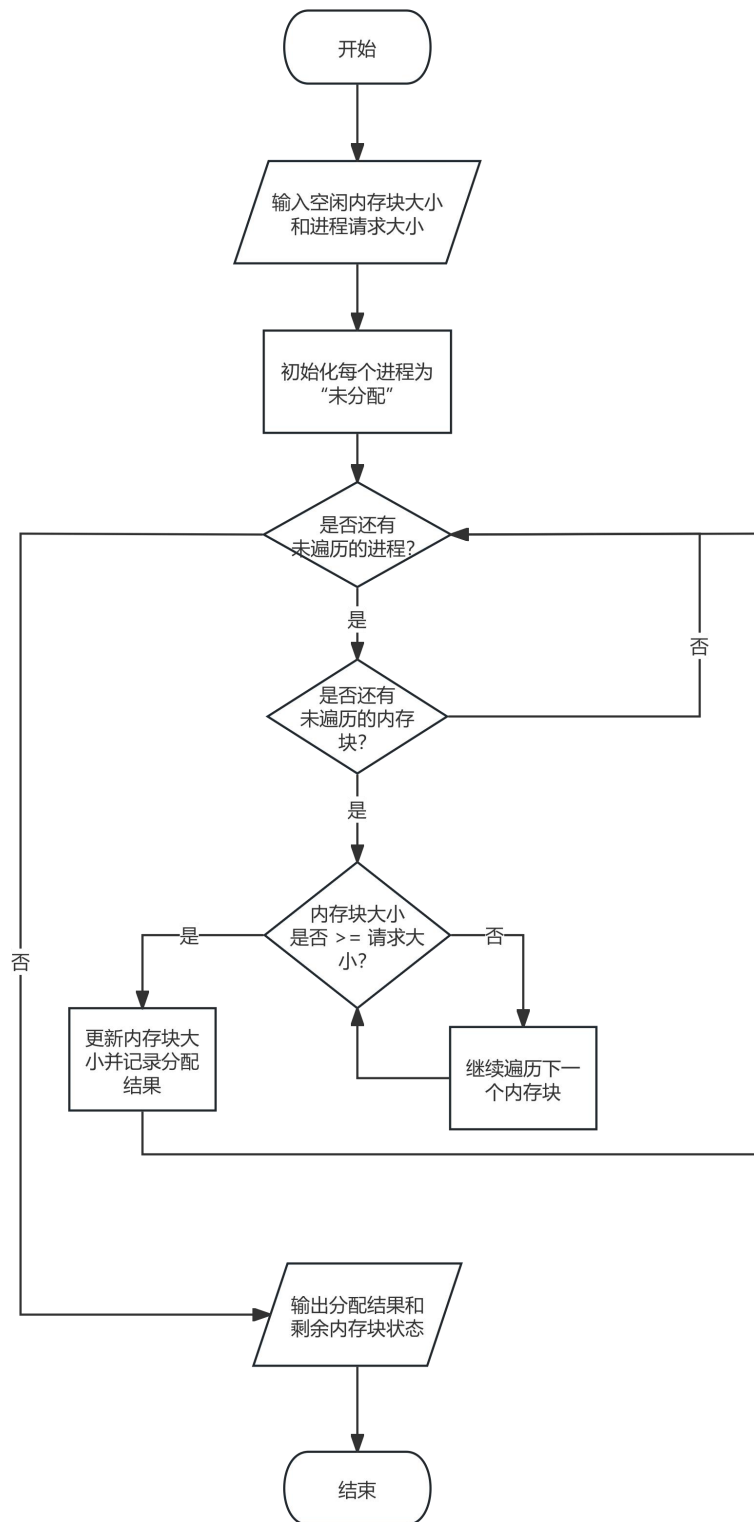 开始
输入空闲内存块大小
和进程请求大小
初始化每个进程为
“未分配”
是否还有
未遍历的进程?
是
否
是否还有
未遍历的内存
块?
是
内存块大小
是否 >= 请求大
小?
是
否
否
更新内存块大
小并记录分配
结果
继续遍历下一
个内存块
输出分配结果和
剩余内存块状态
结束